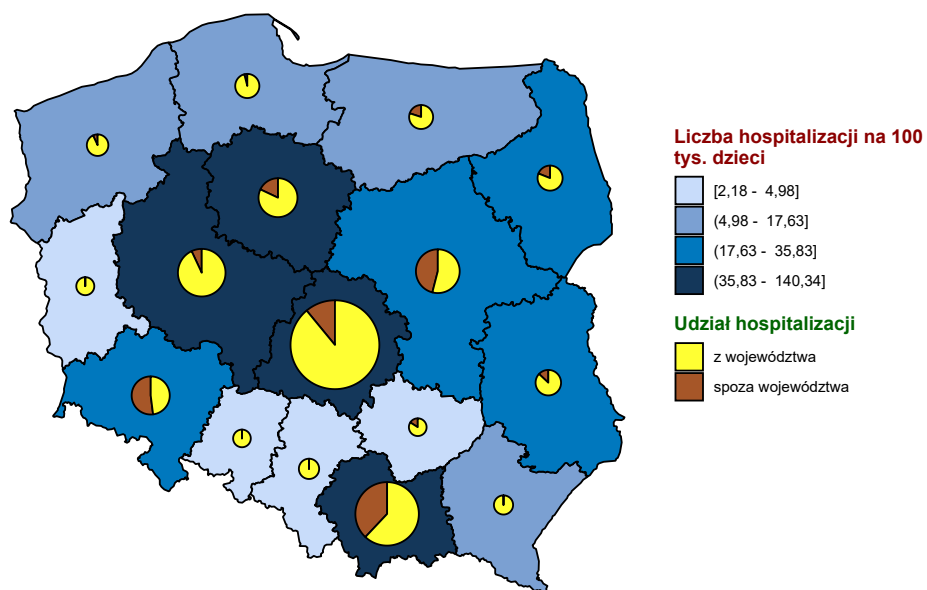 Liczba hospitalizacji na 100
tys. dzieci
[2,18 - 4,98]
(4,98 - 17,63]
(17,63 - 35,83]
(35,83 - 140,34]
Udział hospitalizacji
z województwa
spoza województwa